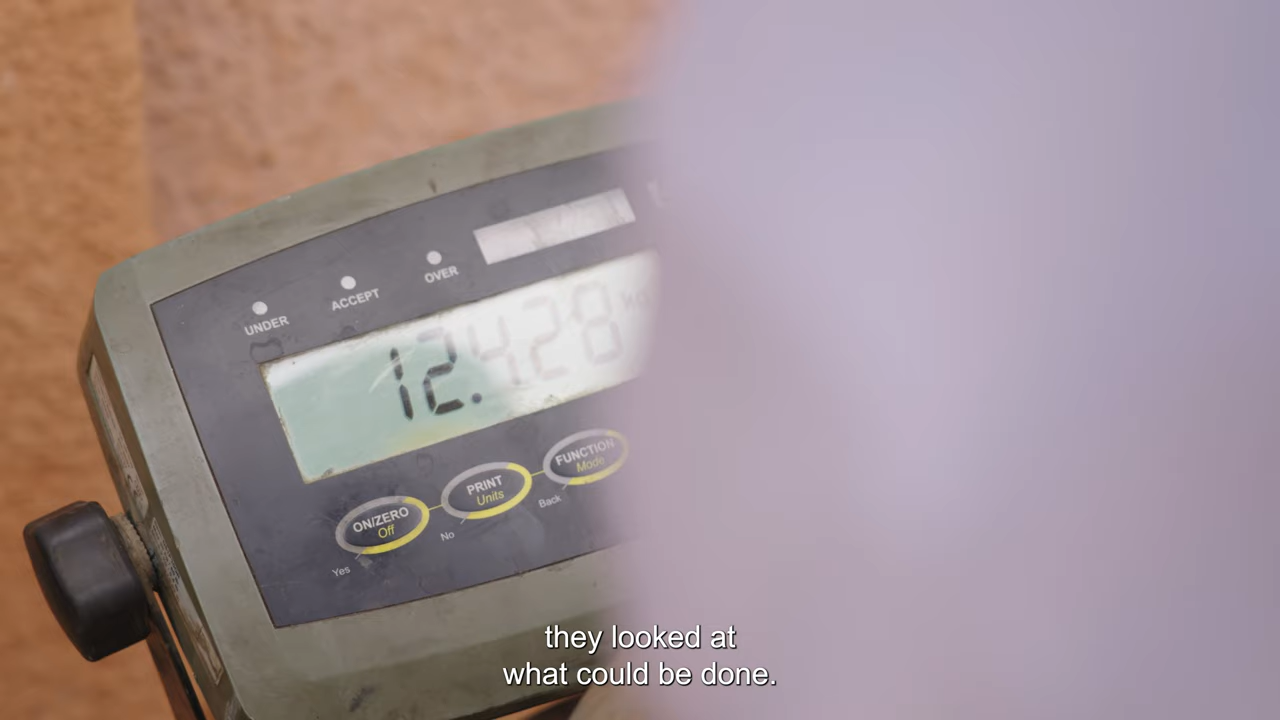 UNDER
ACCEPT
OVER
12.428
ON/ZERO
Off
PRINT
Units
FUNCTION
Mode
Yes
No
Back
they looked at
what could be done.